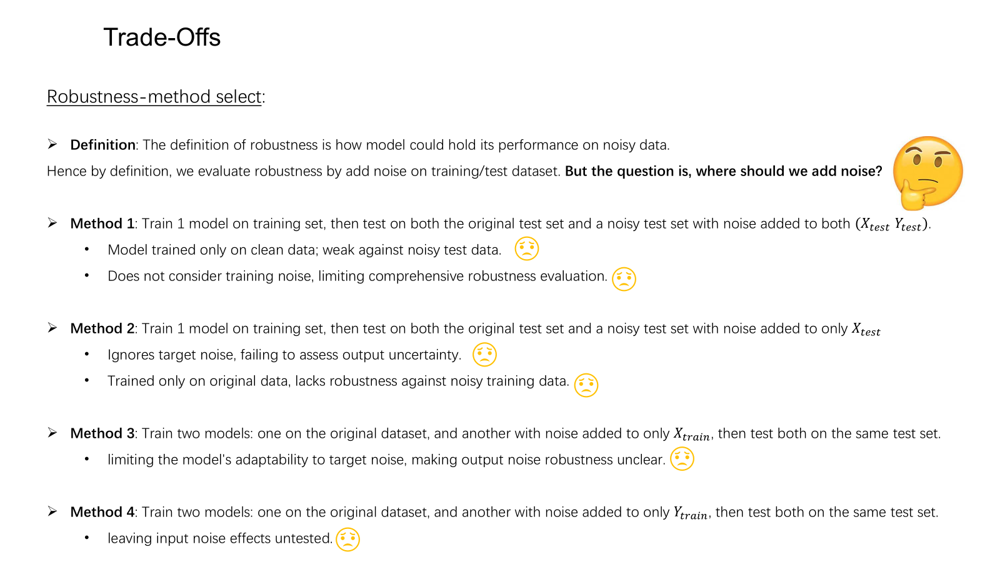 Trade-Offs
Robustness-method select:
➢ Definition: The definition of robustness is how model could hold its performance on noisy data.
Hence by definition, we evaluate robustness by add noise on training/test dataset. But the question is, where should we add noise?
➢ Method 1: Train 1 model on training set, then test on both the original test set and a noisy test set with noise added to both (X_test Y_test).
• Model trained only on clean data; weak against noisy test data.
• Does not consider training noise, limiting comprehensive robustness evaluation.
➢ Method 2: Train 1 model on training set, then test on both the original test set and a noisy test set with noise added to only X_test
• Ignores target noise, failing to assess output uncertainty.
• Trained only on original data, lacks robustness against noisy training data.
➢ Method 3: Train two models: one on the original dataset, and another with noise added to only X_train, then test both on the same test set.
• limiting the model's adaptability to target noise, making output noise robustness unclear.
➢ Method 4: Train two models: one on the original dataset, and another with noise added to only Y_train, then test both on the same test set.
• leaving input noise effects untested.